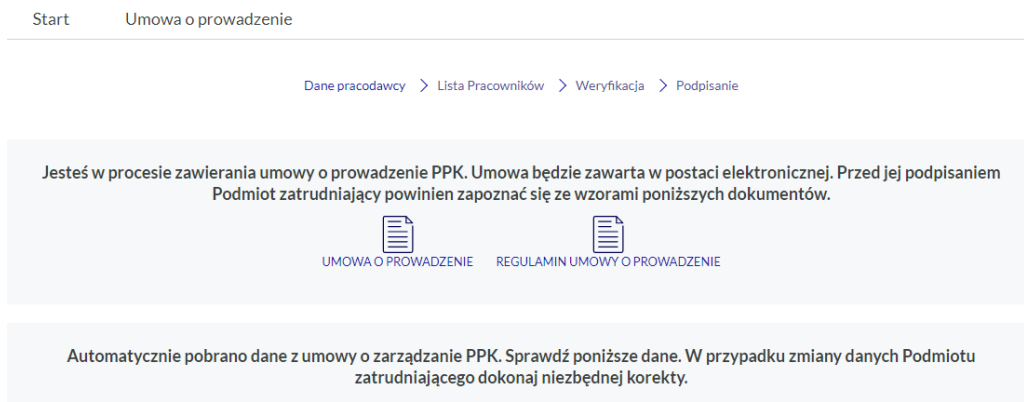 Start Umowa o prowadzenie
Dane pracodawcy > Lista Pracowników > Weryfikacja > Podpisanie
Jesteś w procesie zawierania umowy o prowadzenie PPK. Umowa będzie zawarta w postaci elektronicznej. Przed jej podpisaniem
Podmiot zatrudniający powinien zapoznać się ze wzorami poniższych dokumentów.
UMOWA O PROWADZENIE REGULAMIN UMOWY O PROWADZENIE
Automatycznie pobrano dane z umowy o zarządzanie PPK. Sprawdź poniższe dane. W przypadku zmiany danych Podmiotu
zatrudniającego dokonaj niezbędnej korekty.